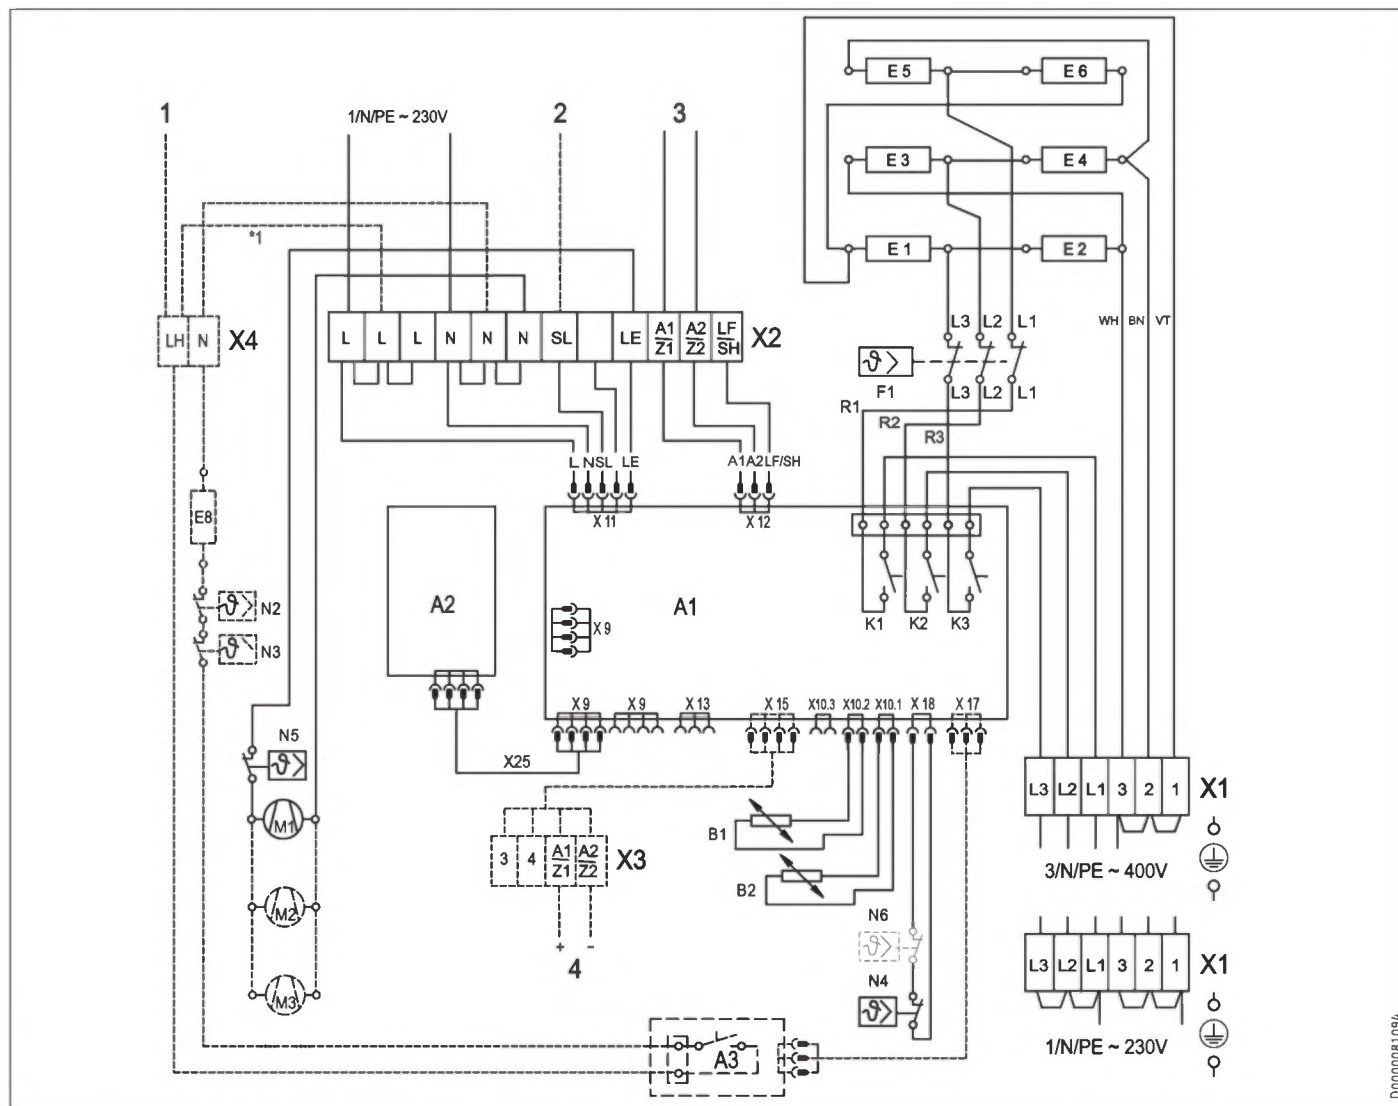 1
1/N/PE ~ 230V
2
3
*1
E 5
E 6
E 3
E 4
E 1
E 2
WH
BN
VT
LH
N
X4
L
L
L
N
N
N
SL
LE
A1
Z1
A2
Z2
LF
SH
X2
L3
L2
L1
F1
L3
L2
L1
R1
R2
R3
L
N
SL
LE
A1
A2
LF/SH
X 11
X 12
E8
A2
A1
X 9
K1
K2
K3
N2
N3
X 9
X 9
X 13
X 15
X10.3
X10.2
X10.1
X 18
X 17
N5
X25
M1
B1
B2
3
4
A1
Z1
A2
Z2
X3
L3
L2
L1
3
2
1
X1
3/N/PE ~ 400V
M2
+
-
4
N6
N4
L3
L2
L1
3
2
1
X1
1/N/PE ~ 230V
M3
A3
D0000081094